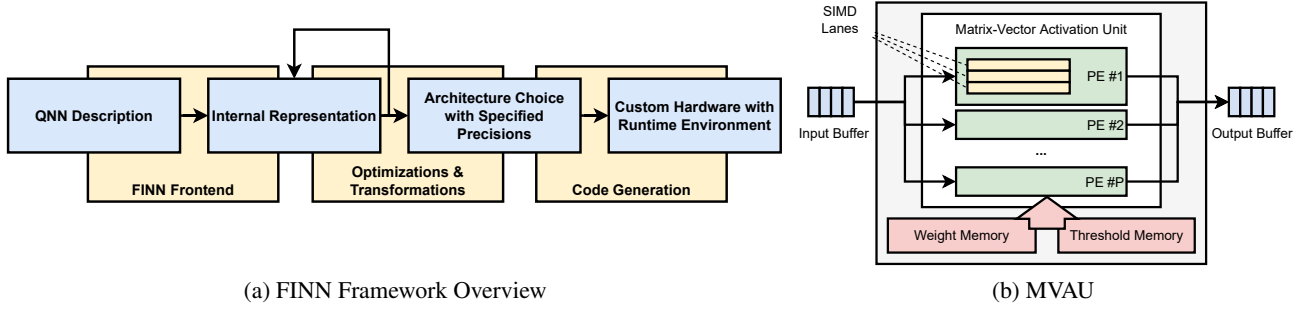 QNN Description
Internal Representation
Architecture Choice
with Specified
Precisions
Custom Hardware with
Runtime Environment
FINN Frontend
Optimizations &
Transformations
Code Generation
(a) FINN Framework Overview
SIMD
Lanes
Matrix-Vector Activation Unit
PE #1
PE #2
...
PE #P
Input Buffer
Output Buffer
Weight Memory
Threshold Memory
(b) MVAU